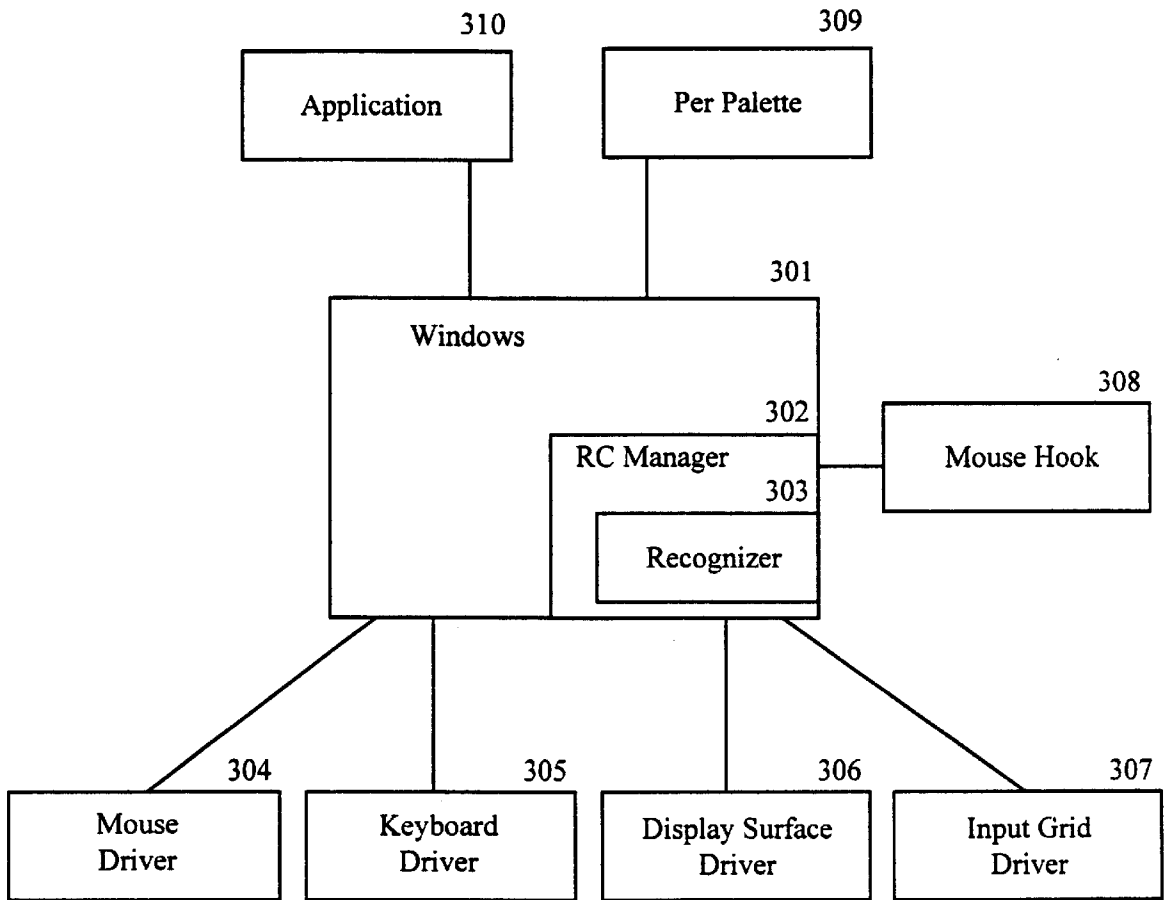 310
309
Application
Per Palette
301
Windows
308
302
RC Manager
Mouse Hook
303
Recognizer
304
305
306
307
Mouse
Driver
Keyboard
Driver
Display Surface
Driver
Input Grid
Driver